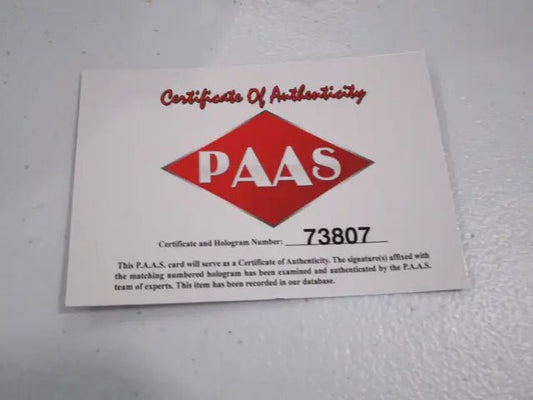 Certificate Of Authenticity
PAAS
Certificate and Hologram Number: 73807
This P.A.A.S. card will serve as a Certificate of Authenticity. The signature(s) affixed with
the matching numbered hologram has been examined and authenticated by the P.A.A.S.
team of experts. This item has been recorded in our database.